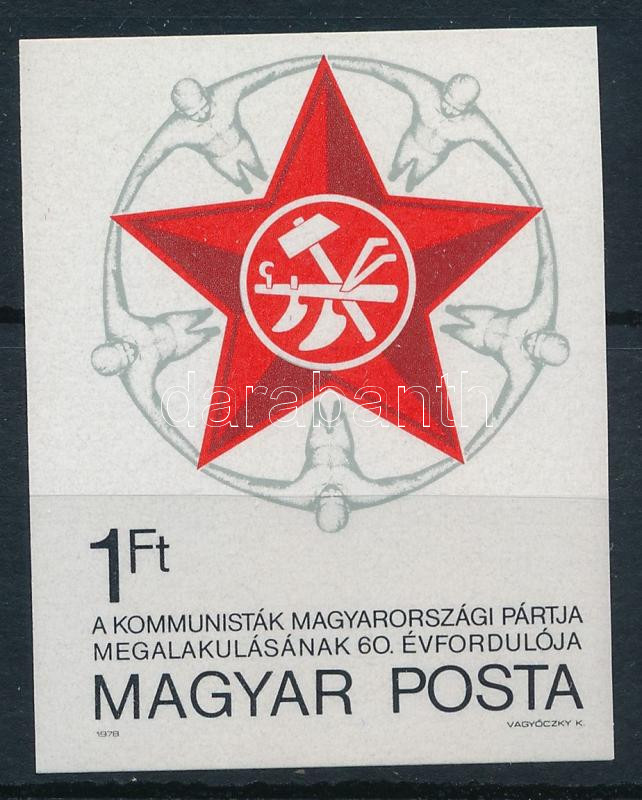 darabanth
1Ft
A KOMMUNISTÁK MAGYARORSZÁGI PÁRTJA
MEGALAKULÁSÁNAK 60. ÉVFORDULÓJA
MAGYAR POSTA
1978
VAGYÓCZKY K.